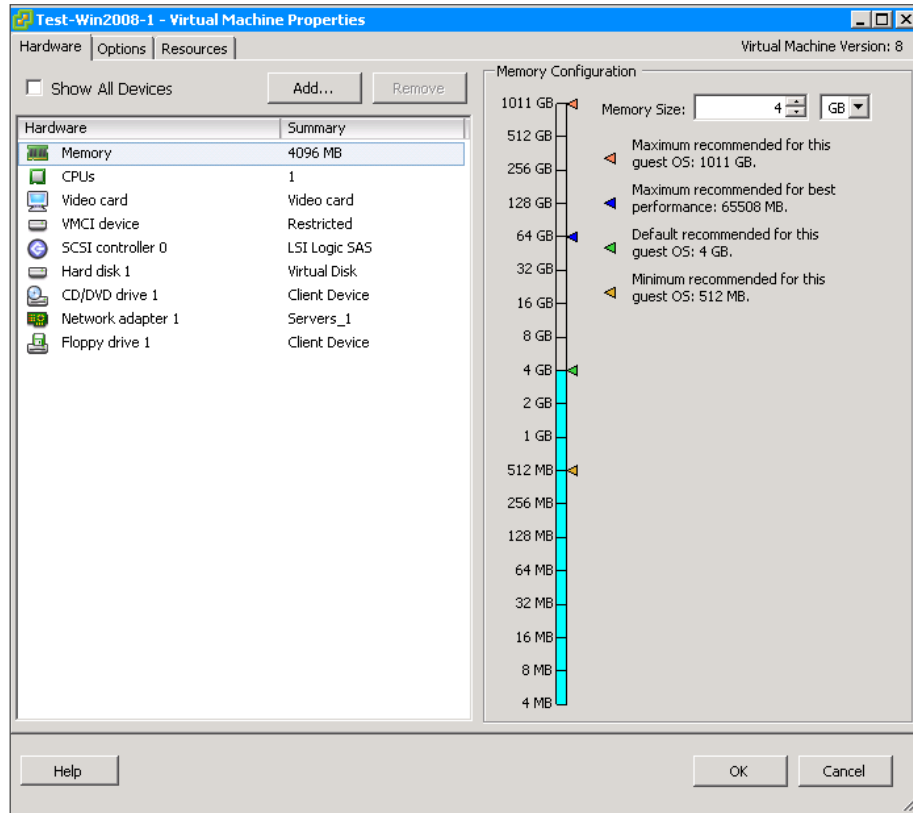 Test-Win2008-1 - Virtual Machine Properties
Hardware Options Resources Virtual Machine Version: 8
Show All Devices Add... Remove
Hardware Summary
Memory 4096 MB
CPUs 1
Video card Video card
VMCI device Restricted
SCSI controller 0 LSI Logic SAS
Hard disk 1 Virtual Disk
CD/DVD drive 1 Client Device
Network adapter 1 Servers_1
Floppy drive 1 Client Device
Memory Configuration
Memory Size: 4 GB
1011 GB
512 GB
256 GB
128 GB
64 GB
32 GB
16 GB
8 GB
4 GB
2 GB
1 GB
512 MB
256 MB
128 MB
64 MB
32 MB
16 MB
8 MB
4 MB
Maximum recommended for this
guest OS: 1011 GB.
Maximum recommended for best
performance: 65508 MB.
Default recommended for this
guest OS: 4 GB.
Minimum recommended for this
guest OS: 512 MB.
Help OK Cancel